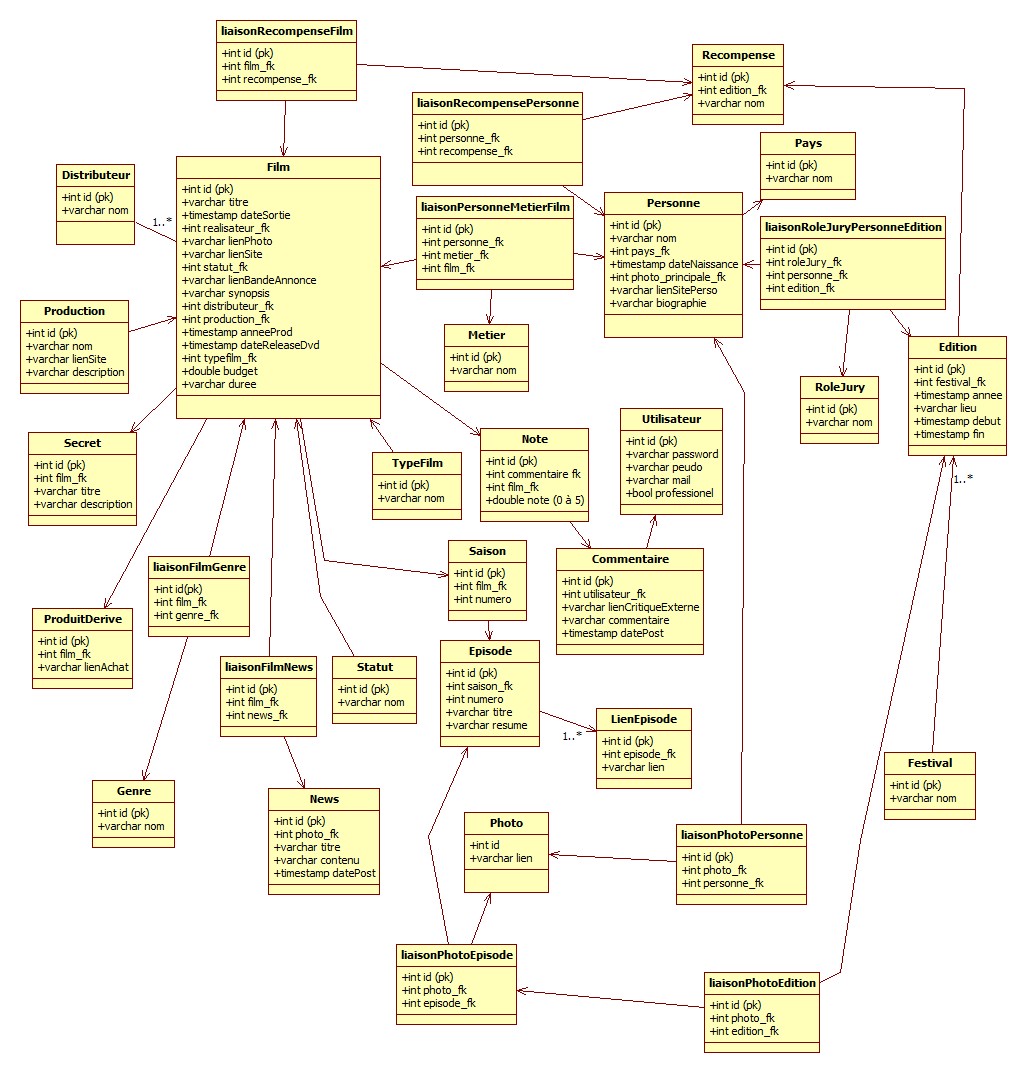 liaisonRecompenseFilm
+int id (pk)
+int film_fk
+int recompense_fk
Recompense
+int id (pk)
+int edition_fk
+varchar nom
liaisonRecompensePersonne
+int id (pk)
+int personne_fk
+int recompense_fk
Pays
+int id (pk)
+varchar nom
Distributeur
+int id (pk)
+varchar nom
1..*
Film
+int id (pk)
+varchar titre
+timestamp dateSortie
+int realisateur_fk
+varchar lienPhoto
+varchar lienSite
+int statut_fk
+varchar lienBandeAnnonce
+varchar synopsis
+int distributeur_fk
+int production_fk
+timestamp anneeProd
+timestamp dateReleaseDvd
+int typefilm_fk
+double budget
+varchar duree
liaisonPersonneMetierFilm
+int id (pk)
+int personne_fk
+int metier_fk
+int film_fk
Personne
+int id (pk)
+varchar nom
+int pays_fk
+timestamp dateNaissance
+int photo_principale_fk
+varchar lienSitePerso
+varchar biographie
liaisonRoleJuryPersonneEdition
+int id (pk)
+int roleJury_fk
+int personne_fk
+int edition_fk
Production
+int id (pk)
+varchar nom
+varchar lienSite
+varchar description
Metier
+int id (pk)
+varchar nom
RoleJury
+int id (pk)
+varchar nom
Edition
+int id (pk)
+int festival_fk
+timestamp annee
+varchar lieu
+timestamp debut
+timestamp fin
1..*
Secret
+int id (pk)
+int film_fk
+varchar titre
+varchar description
TypeFilm
+int id (pk)
+varchar nom
Note
+int id (pk)
+int commentaire fk
+int film_fk
+double note (0 à 5)
Utilisateur
+int id (pk)
+varchar password
+varchar peudo
+varchar mail
+bool professionel
liaisonFilmGenre
+int id(pk)
+int film_fk
+int genre_fk
Saison
+int id (pk)
+int film_fk
+int numero
Commentaire
+int id (pk)
+int utilisateur_fk
+varchar lienCritiqueExterne
+varchar commentaire
+timestamp datePost
ProduitDerive
+int id (pk)
+int film_fk
+varchar lienAchat
liaisonFilmNews
+int id (pk)
+int film_fk
+int news_fk
Statut
+int id (pk)
+varchar nom
Episode
+int id (pk)
+int saison_fk
+int numero
+varchar titre
+varchar resume
1..*
LienEpisode
+int id (pk)
+int episode_fk
+varchar lien
Festival
+int id (pk)
+varchar nom
Genre
+int id (pk)
+varchar nom
News
+int id (pk)
+int photo_fk
+varchar titre
+varchar contenu
+timestamp datePost
Photo
+int id
+varchar lien
liaisonPhotoPersonne
+int id (pk)
+int photo_fk
+int personne_fk
liaisonPhotoEpisode
+int id (pk)
+int photo_fk
+int episode_fk
liaisonPhotoEdition
+int id (pk)
+int photo_fk
+int edition_fk